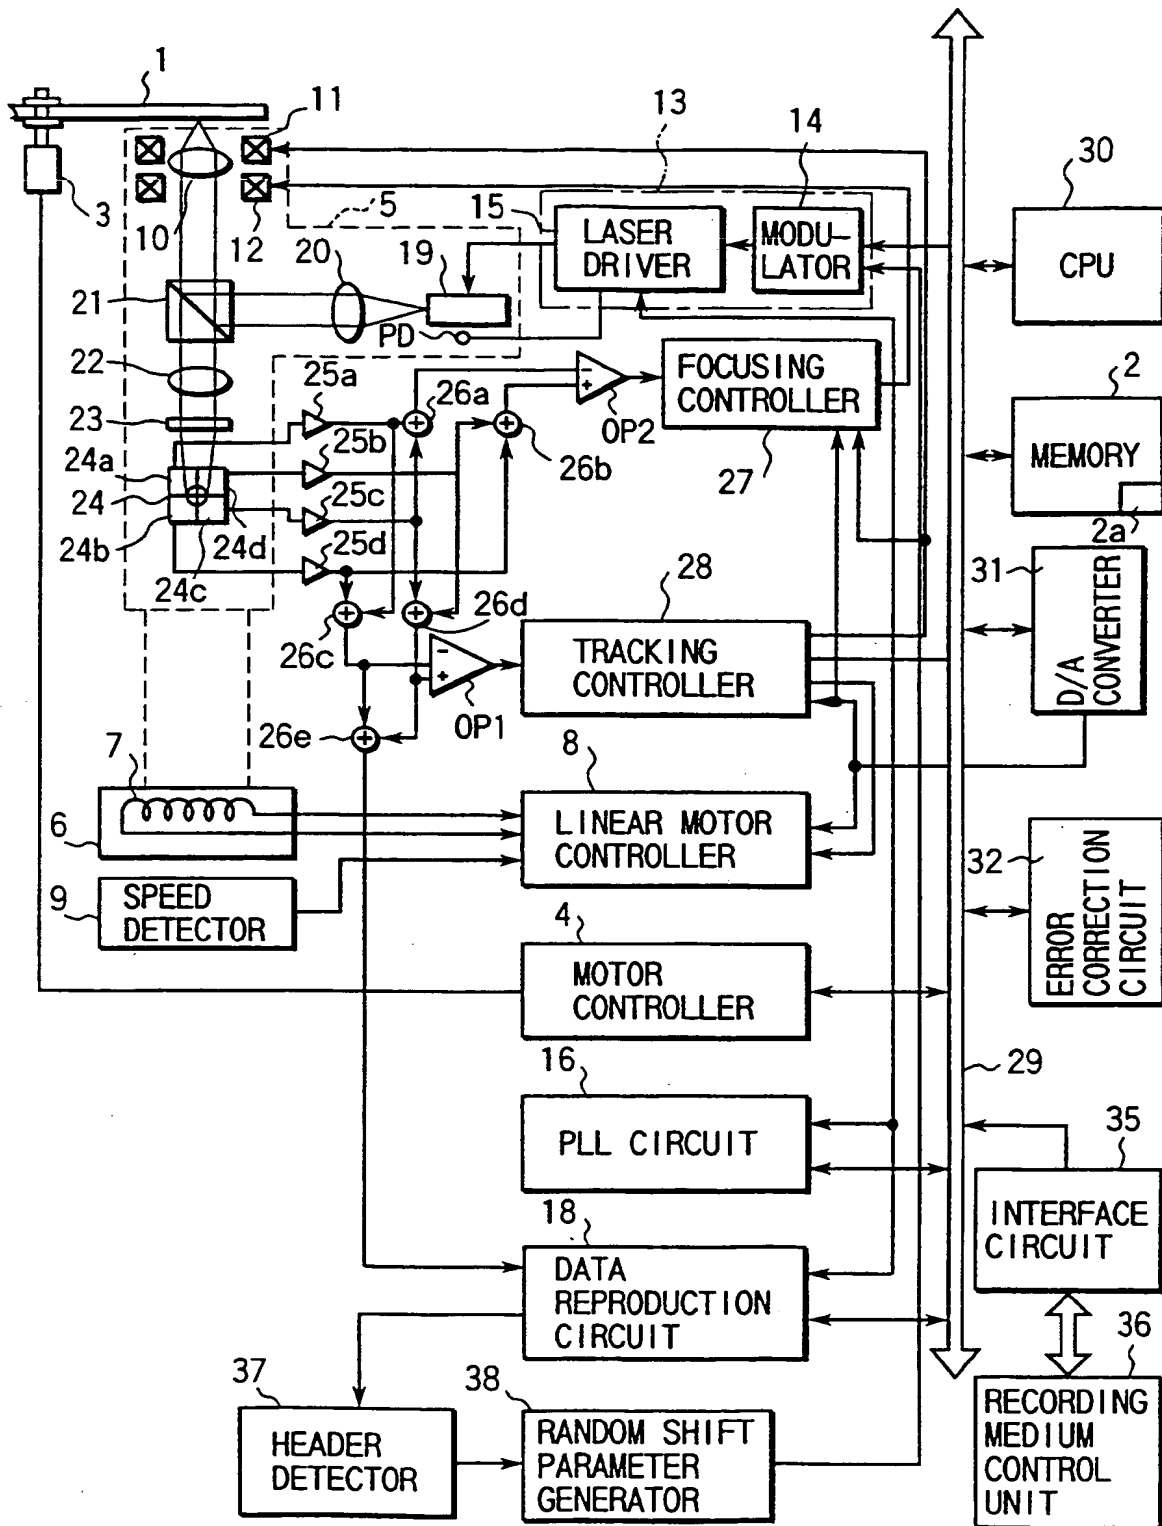 1
11
13
14
30
3
10
12
5
15
LASER
DRIVER
MODU-
LATOR
CPU
20
19
21
PD
22
25a
26a
OP2
FOCUSING
CONTROLLER
2
23
25b
26b
27
MEMORY
2a
24a
24
24b
24c
24d
25c
25d
28
31
D/A
CONVERTER
26c
26d
TRACKING
CONTROLLER
OP1
26e
7
8
6
LINEAR MOTOR
CONTROLLER
32
ERROR
CORRECTION
CIRCUIT
9
SPEED
DETECTOR
4
MOTOR
CONTROLLER
29
16
PLL CIRCUIT
35
INTERFACE
CIRCUIT
18
DATA
REPRODUCTION
CIRCUIT
36
37
38
HEADER
DETECTOR
RANDOM SHIFT
PARAMETER
GENERATOR
RECORDING
MEDIUM
CONTROL
UNIT